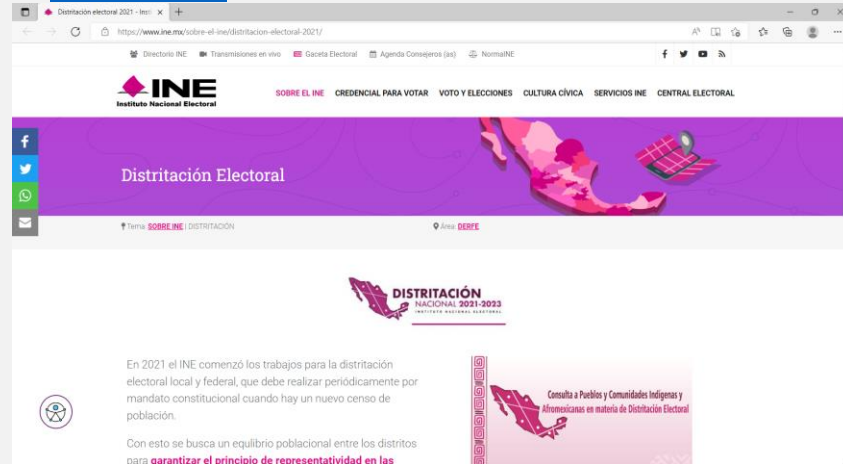 Distritación electoral 2021 - Insti
https://www.ine.mx/sobre-el-ine/distritacion-electoral-2021/
Directorio INE
Transmisiones en vivo
Gaceta Electoral
Agenda Consejeros (as)
NormaINE
INE
Instituto Nacional Electoral
SOBRE EL INE
CREDENCIAL PARA VOTAR
VOTO Y ELECCIONES
CULTURA CÍVICA
SERVICIOS INE
CENTRAL ELECTORAL
Distritación Electoral
Tema: SOBRE INE | DISTRITACIÓN
Área: DERFE
DISTRITACIÓN
NACIONAL 2021-2023
INSTITUTO NACIONAL ELECTORAL
En 2021 el INE comenzó los trabajos para la distritación
electoral local y federal, que debe realizar periódicamente por
mandato constitucional cuando hay un nuevo censo de
población.
Con esto se busca un equlibrio poblacional entre los distritos
para garantizar el principio de representatividad en las
Consulta a Pueblos y Comunidades Indígenas y
Afromexicanas en materia de Distritación Electoral